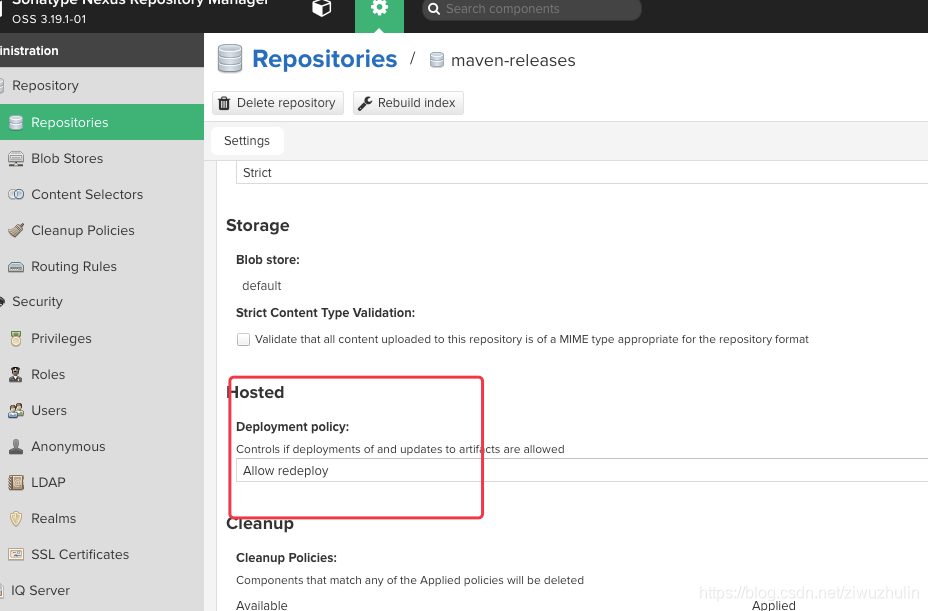 Sonatype Nexus Repository Manager
OSS 3.19.1-01
Search components
inistration
Repository
Repositories
Blob Stores
Content Selectors
Cleanup Policies
Routing Rules
Security
Privileges
Roles
Users
Anonymous
LDAP
Realms
SSL Certificates
IQ Server
Repositories / maven-releases
Delete repository
Rebuild index
Settings
Strict
Storage
Blob store:
default
Strict Content Type Validation:
Validate that all content uploaded to this repository is of a MIME type appropriate for the repository format
Hosted
Deployment policy:
Controls if deployments of and updates to artifacts are allowed
Allow redeploy
Cleanup
Cleanup Policies:
Components that match any of the Applied policies will be deleted
Available
Applied
https://blog.csdn.net/ziwuzhulin